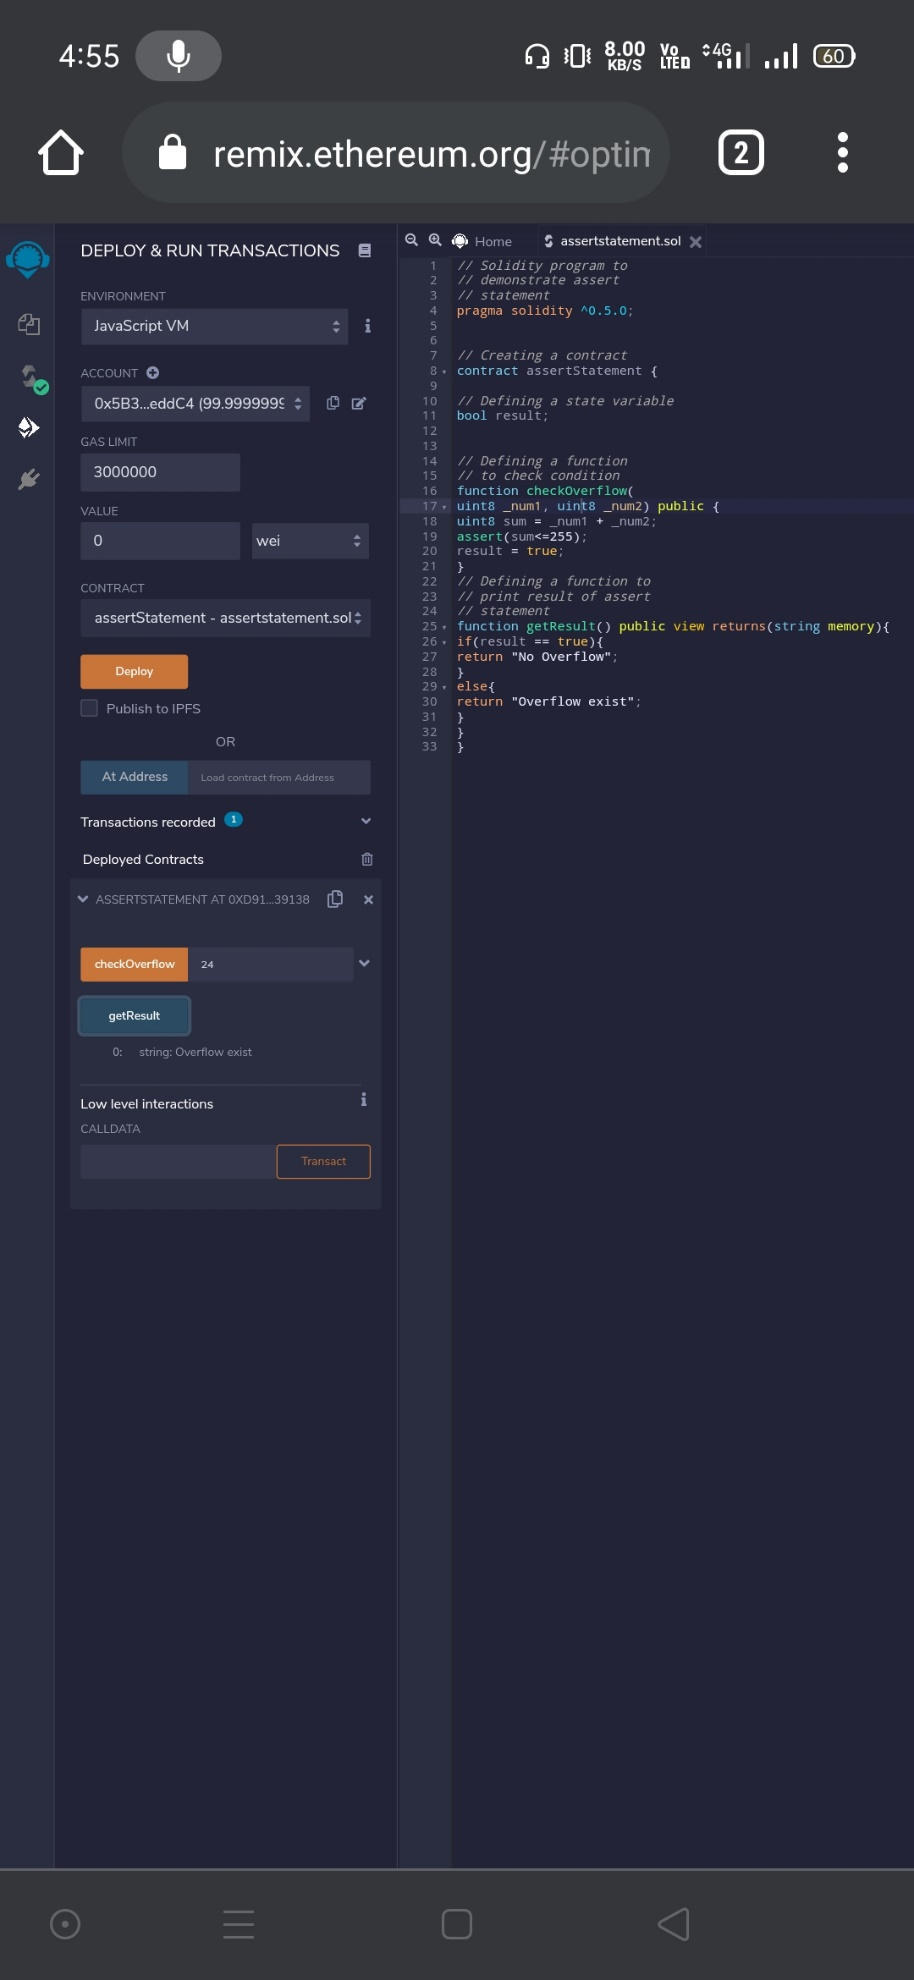 4:55
8.00
KB/S
Vo
LTE
4G
60
remix.ethereum.org/#optim
2
DEPLOY & RUN TRANSACTIONS
ENVIRONMENT
JavaScript VM
ACCOUNT
0x5B3...eddC4 (99.9999999
GAS LIMIT
3000000
VALUE
0
wei
CONTRACT
assertStatement - assertstatement.sol
Deploy
Publish to IPFS
OR
At Address
Load contract from Address
Transactions recorded 1
Deployed Contracts
ASSERTSTATEMENT AT 0XD91...39138
checkOverflow
24
getResult
0: string: Overflow exist
Low level interactions
CALLDATA
Transact
Home
assertstatement.sol
1 // Solidity program to
2 // demonstrate assert
3 // statement
4 pragma solidity ^0.5.0;
5
6
7 // Creating a contract
8 contract assertStatement {
9
10 // Defining a state variable
11 bool result;
12
13
14 // Defining a function
15 // to check condition
16 function checkOverflow(
17 uint8 _num1, uint8 _num2) public {
18 uint8 sum = _num1 + _num2;
19 assert(sum<=255);
20 result = true;
21 }
22 // Defining a function to
23 // print result of assert
24 // statement
25 function getResult() public view returns(string memory){
26 if(result == true){
27 return "No Overflow";
28 }
29 else{
30 return "Overflow exist";
31 }
32 }
33 }